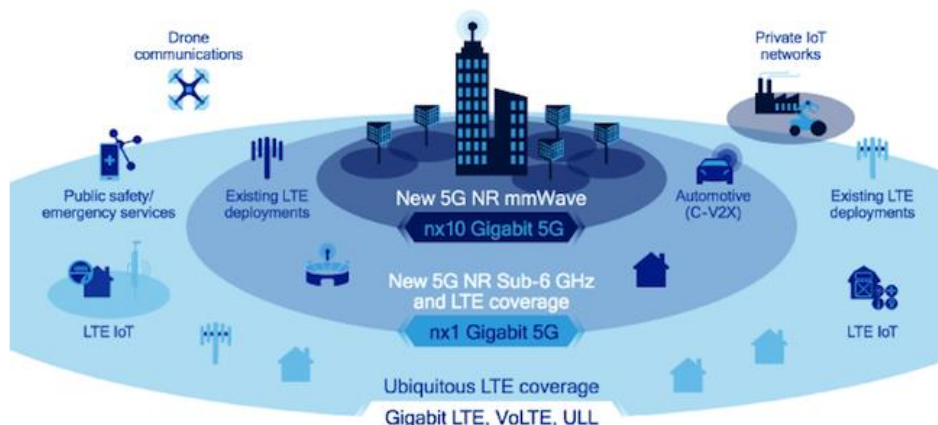 Drone
communications
Private IoT
networks
Public safety/
emergency services
Existing LTE
deployments
New 5G NR mmWave
nx10 Gigabit 5G
Automotive
(C-V2X)
Existing LTE
deployments
LTE IoT
New 5G NR Sub-6 GHz
and LTE coverage
nx1 Gigabit 5G
LTE IoT
Ubiquitous LTE coverage
Gigabit LTE, VoLTE, ULL